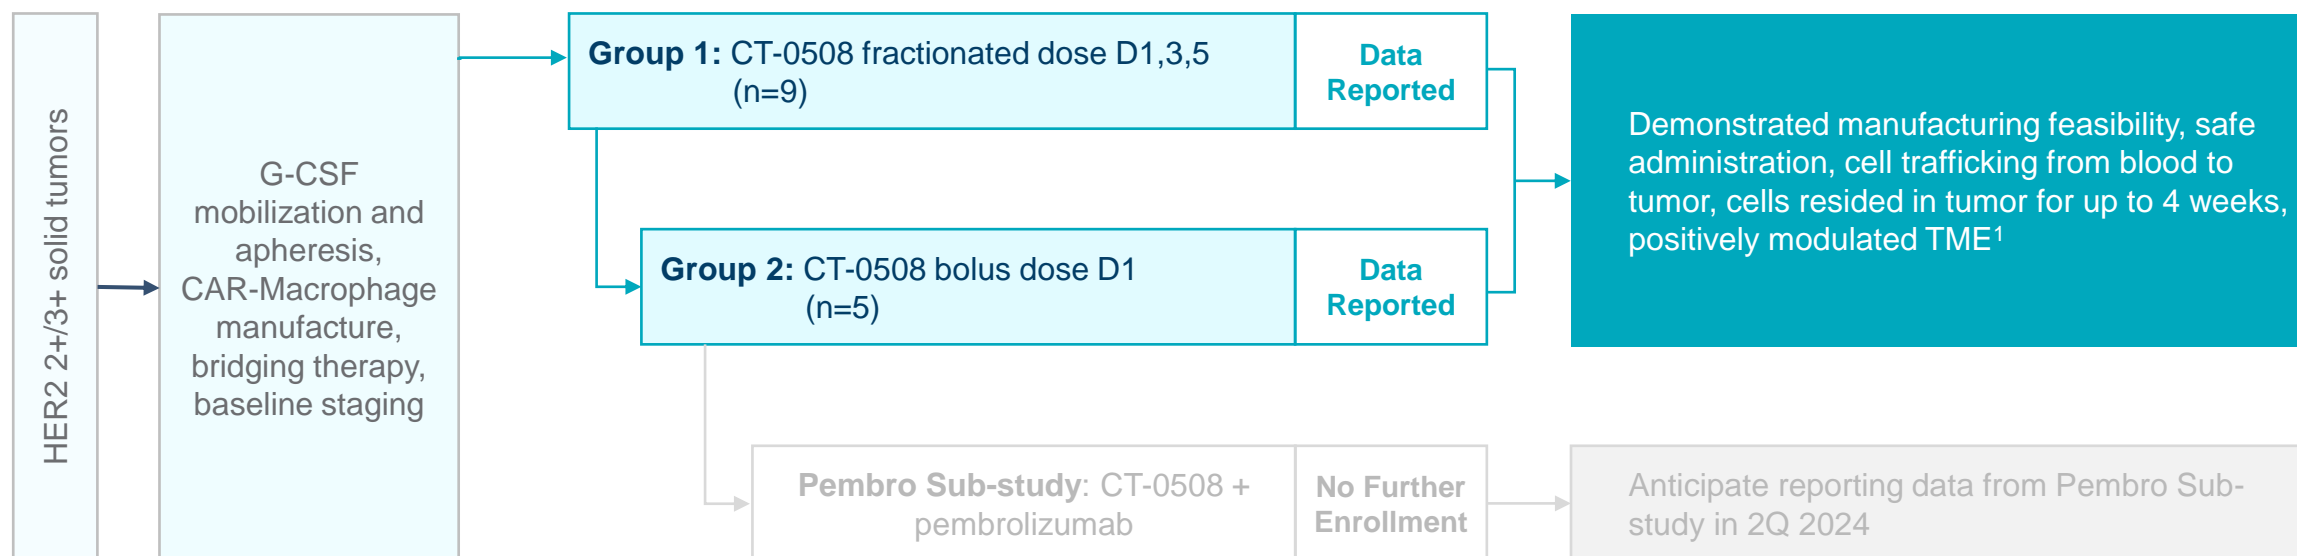 HER2 2+/3+ solid tumors
G-CSF
mobilization and
apheresis,
CAR-Macrophage
manufacture,
bridging therapy,
baseline staging
Group 1: CT-0508 fractionated dose D1,3,5
(n=9)
Data
Reported
Group 2: CT-0508 bolus dose D1
(n=5)
Data
Reported
Demonstrated manufacturing feasibility, safe
administration, cell trafficking from blood to
tumor, cells resided in tumor for up to 4 weeks,
positively modulated TME¹
Pembro Sub-study: CT-0508 +
pembrolizumab
No Further
Enrollment
Anticipate reporting data from Pembro Sub-
study in 2Q 2024